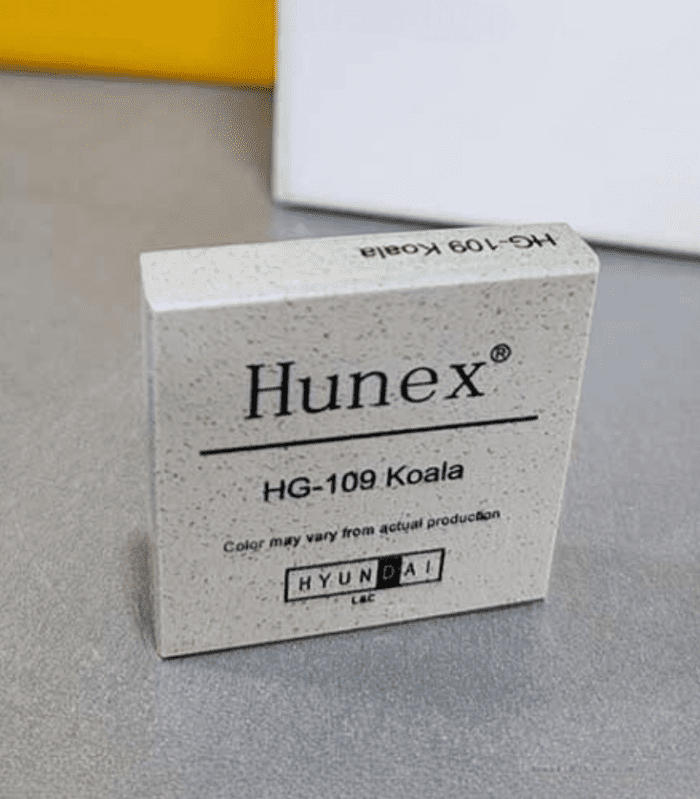 HG-109 Koala
Hunex®
HG-109 Koala
Color may vary from actual production
HYUNDAI
L&C